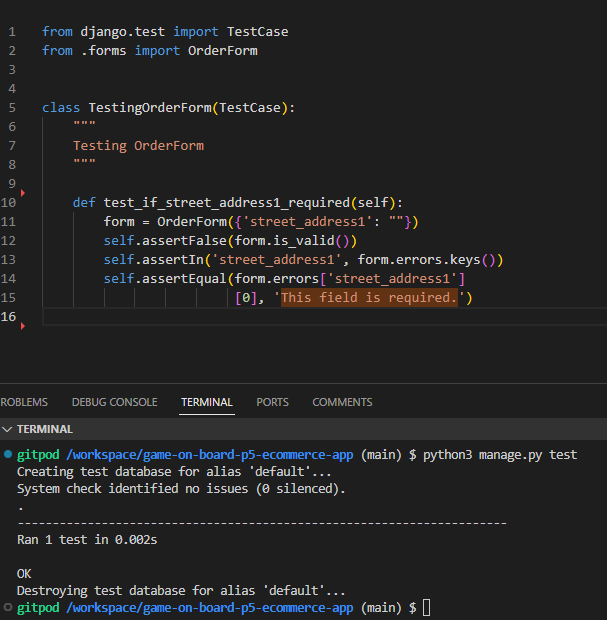 1 from django.test import TestCase
2 from .forms import OrderForm
3
4
5 class TestingOrderForm(TestCase):
6 """
7 Testing OrderForm
8 """
9
10 def test_if_street_address1_required(self):
11 form = OrderForm({'street_address1': ""})
12 self.assertFalse(form.is_valid())
13 self.assertIn('street_address1', form.errors.keys())
14 self.assertEqual(form.errors['street_address1']
15 [0], 'This field is required.')
16
ROBLEMS DEBUG CONSOLE TERMINAL PORTS COMMENTS
TERMINAL
gitpod /workspace/game-on-board-p5-ecommerce-app (main) $ python3 manage.py test
Creating test database for alias 'default'...
System check identified no issues (0 silenced).
.
----------------------------------------------------------------------
Ran 1 test in 0.002s
OK
Destroying test database for alias 'default'...
gitpod /workspace/game-on-board-p5-ecommerce-app (main) $